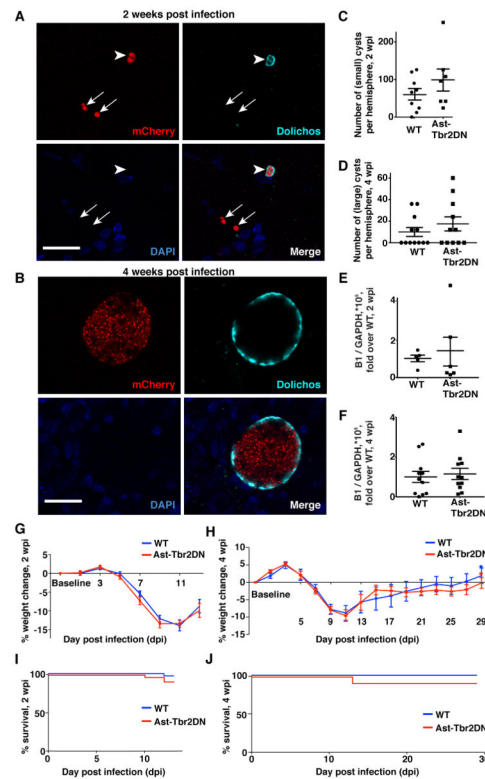 A
2 weeks post infection
mCherry
Dolichos
DAPI
Merge
B
4 weeks post infection
mCherry
Dolichos
DAPI
Merge
C
Number of (small) cysts
per hemisphere, 2 wpi
200
100
0
WT
Ast-
Tbr2DN
D
Number of (large) cysts
per hemisphere, 4 wpi
60
40
20
0
WT
Ast-
Tbr2DN
E
fold over WT, 2 wpi
4
2
0
WT
Ast-
Tbr2DN
F
fold over WT, 4 wpi
4
2
0
WT
Ast-
Tbr2DN
G
% weight change, 2 wpi
5
0
-5
-10
-15
WT
Ast-Tbr2DN
Baseline
3
7
11
Day post infection (dpi)
H
% weight change, 4 wpi
10
5
0
-5
-10
-15
WT
Ast-Tbr2DN
Baseline
5
9
11
13
17
21
25
29
Day post infection (dpi)
I
% survival, 2 wpi
100
50
0
WT
Ast-Tbr2DN
0
5
10
Day post infection (dpi)
J
% survival, 4 wpi
100
50
0
WT
Ast-Tbr2DN
0
10
20
Day post infection (dpi)